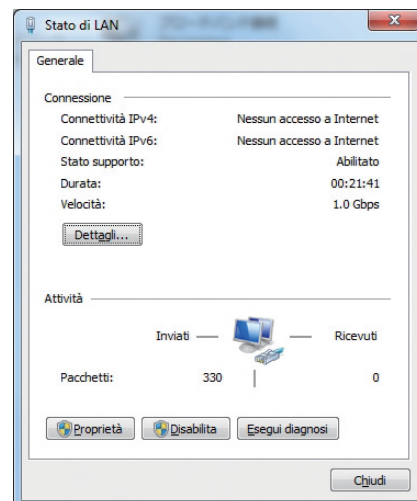 Stato di LAN
Generale
Connessione
Connettività IPv4: Nessun accesso a Internet
Connettività IPv6: Nessun accesso a Internet
Stato supporto: Abilitato
Durata: 00:21:41
Velocità: 1.0 Gbps
Dettagli...
Attività
Inviati Ricevuti
Pacchetti: 330 0
Proprietà Disabilita Esegui diagnosi
Chiudi